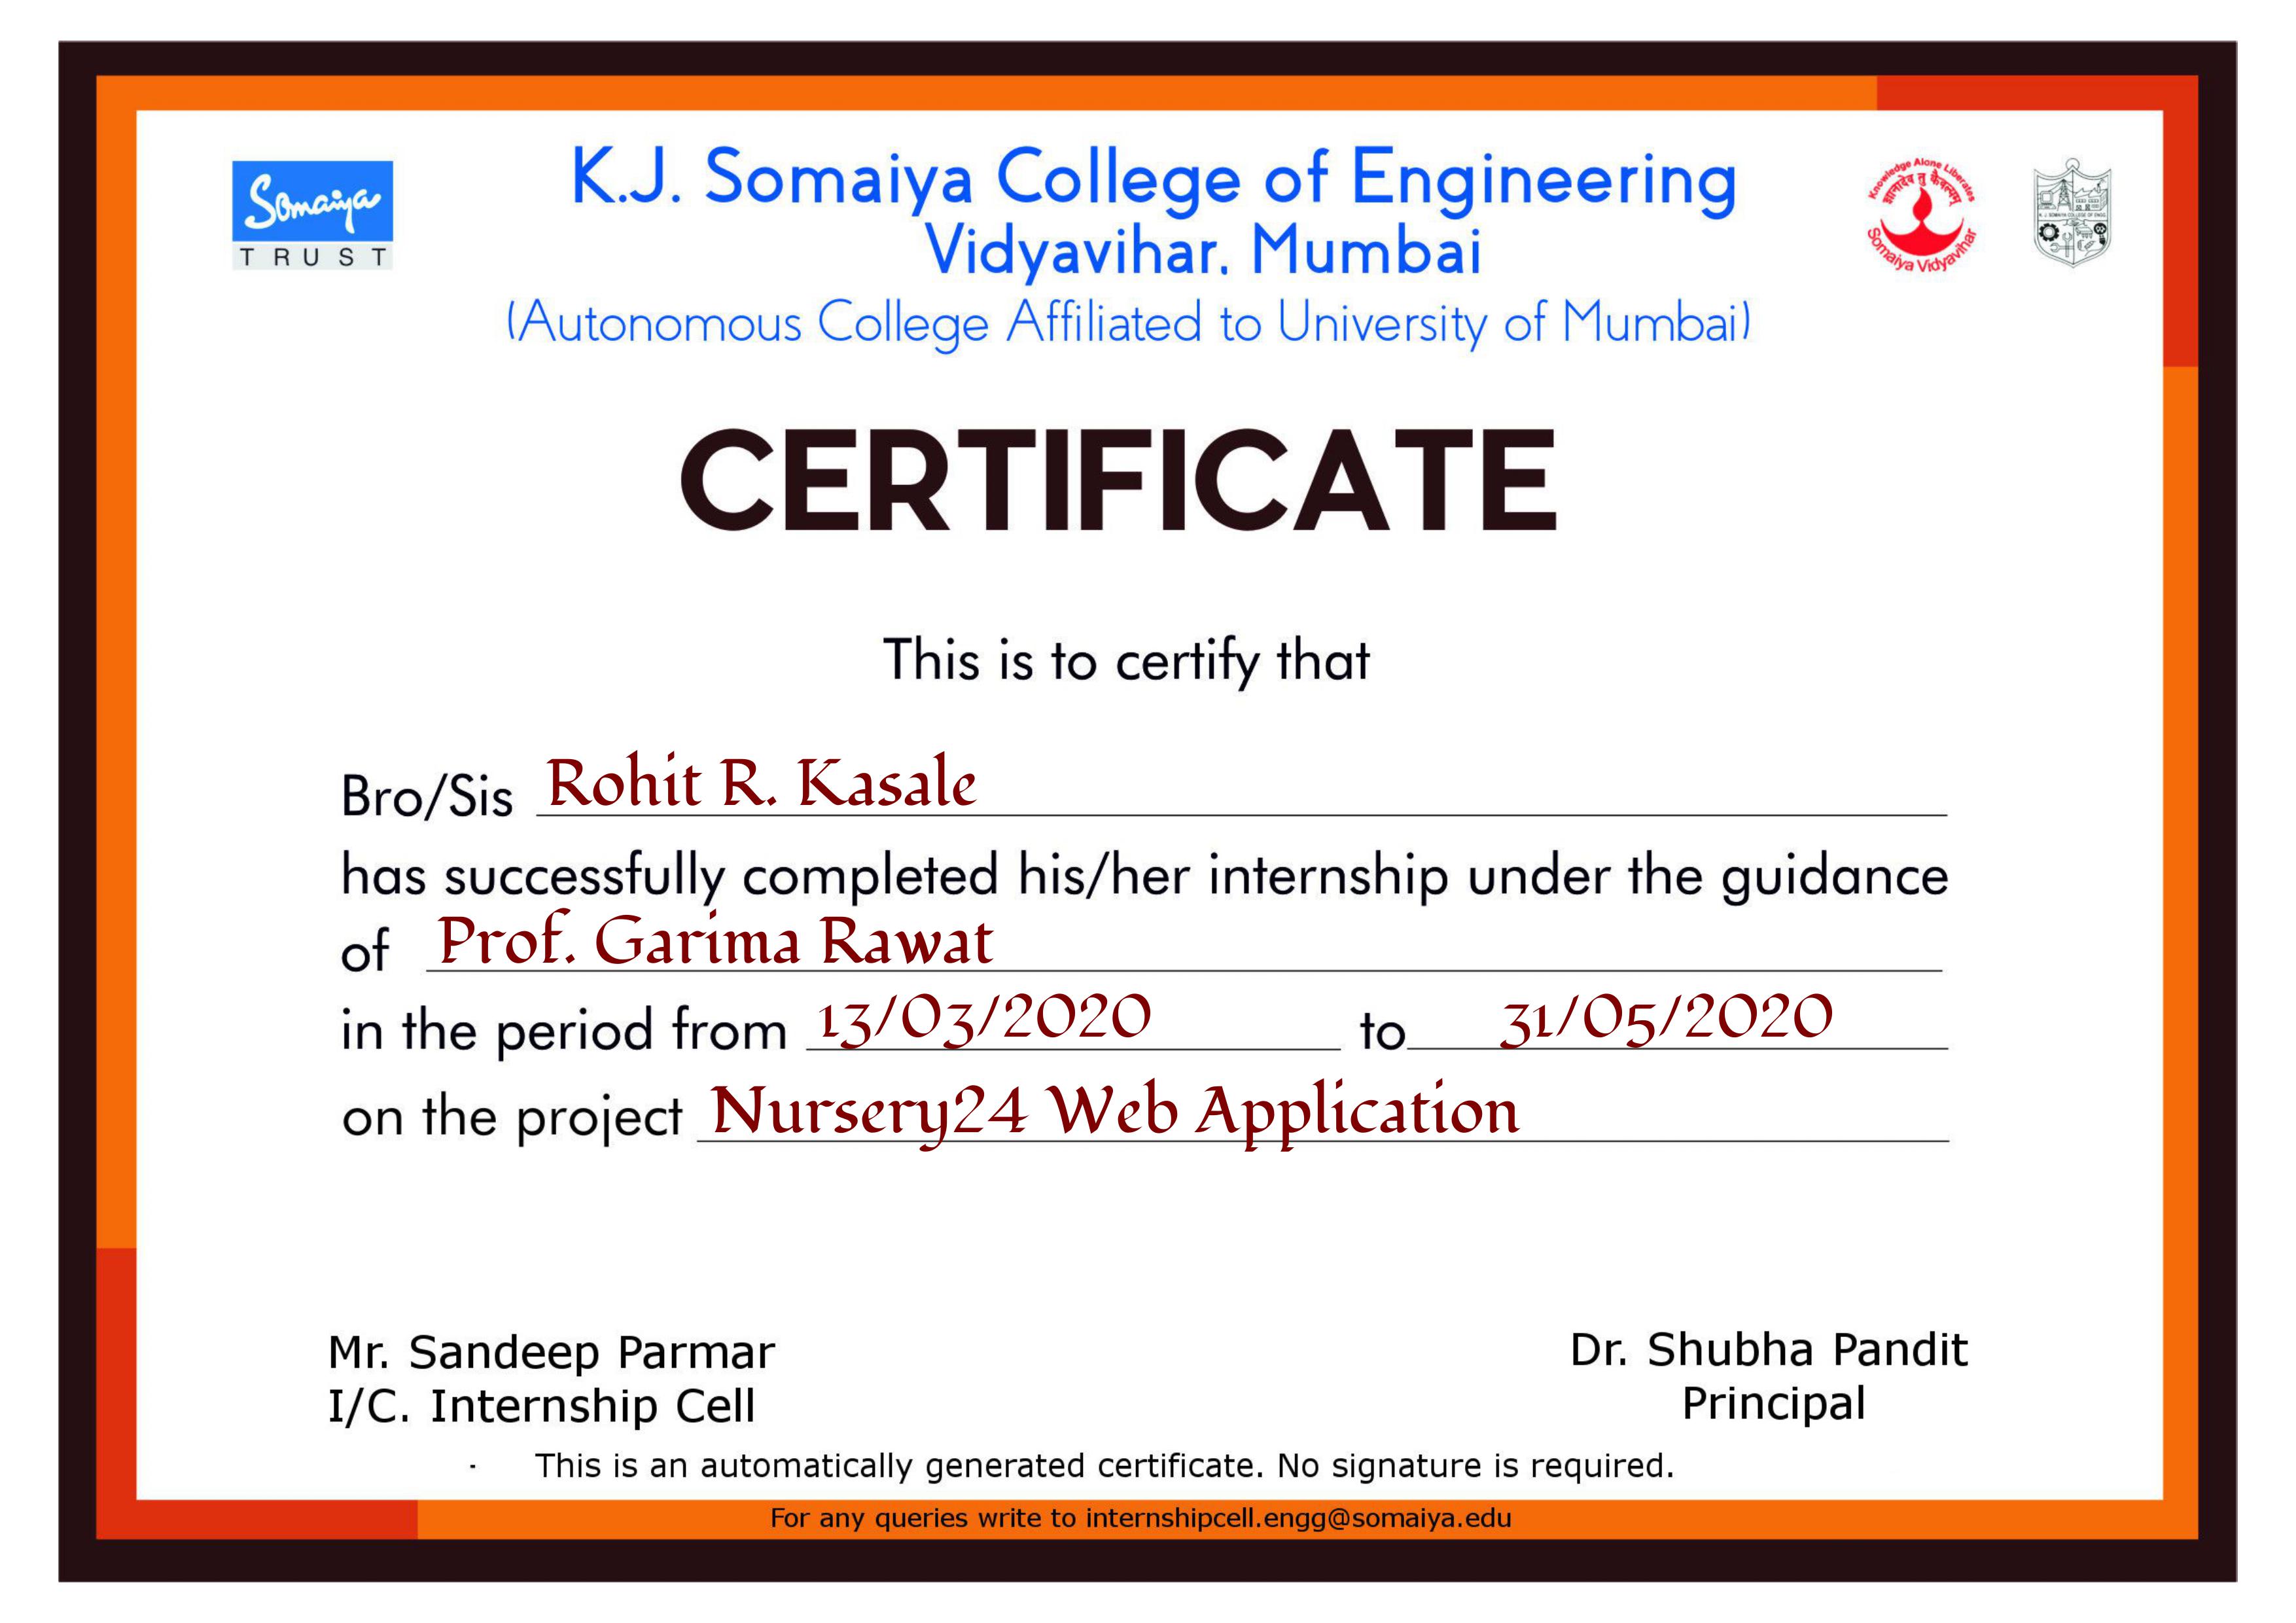 Somaiya
TRUST
K.J. Somaiya College of Engineering
Vidyavihar, Mumbai
(Autonomous College Affiliated to University of Mumbai)
Knowledge Alone Liberates
ज्ञानादेव तु कैवल्यम्
Somaiya Vidyavihar
K. J. SOMAIYA COLLEGE OF ENGG.
CERTIFICATE
This is to certify that
Bro/Sis Rohit R. Kasale
has successfully completed his/her internship under the guidance
of Prof. Garima Rawat
in the period from 13/03/2020 to 31/05/2020
on the project Nursery24 Web Application
Mr. Sandeep Parmar
I/C. Internship Cell
Dr. Shubha Pandit
Principal
- This is an automatically generated certificate. No signature is required.
For any queries write to internshipcell.engg@somaiya.edu